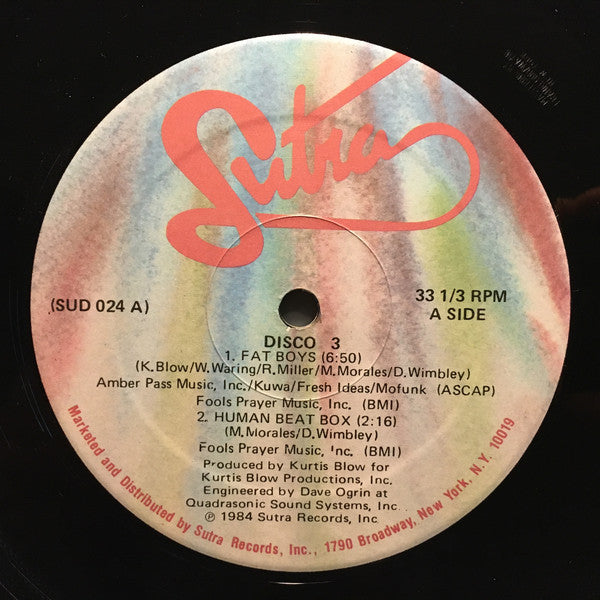 Sutra
(SUD 024 A)
33 1/3 RPM
A SIDE
DISCO 3
1. FAT BOYS (6:50)
(K. Blow/W. Waring/R. Miller/M. Morales/D. Wimbley)
Amber Pass Music, Inc./Kuwa/Fresh Ideas/Mofunk (ASCAP)
Fools Prayer Music, Inc. (BMI)
2. HUMAN BEAT BOX (2:16)
(M. Morales/D. Wimbley)
Fools Prayer Music, Inc. (BMI)
Produced by Kurtis Blow for
Kurtis Blow Productions, Inc.
Engineered by Dave Ogrin at
Quadrasonic Sound Systems, Inc
℗ 1984 Sutra Records, Inc
Marketed and Distributed by Sutra Records, Inc., 1790 Broadway, New York, N.Y. 10019